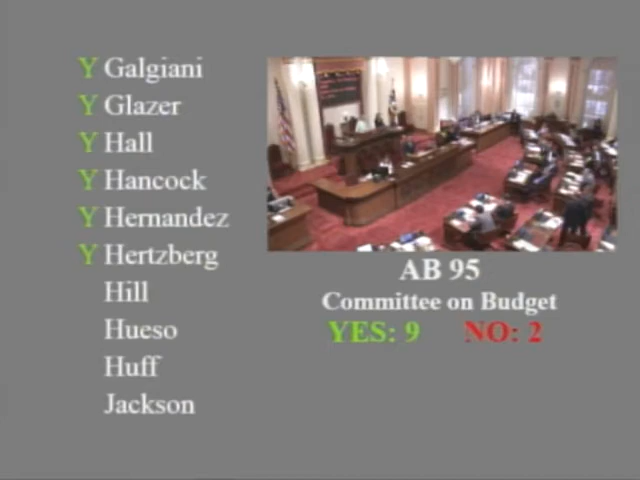 Y Galgiani
Y Glazer
Y Hall
Y Hancock
Y Hernandez
Y Hertzberg
Hill
Hueso
Huff
Jackson
AB 95
Committee on Budget
YES: 9 NO: 2